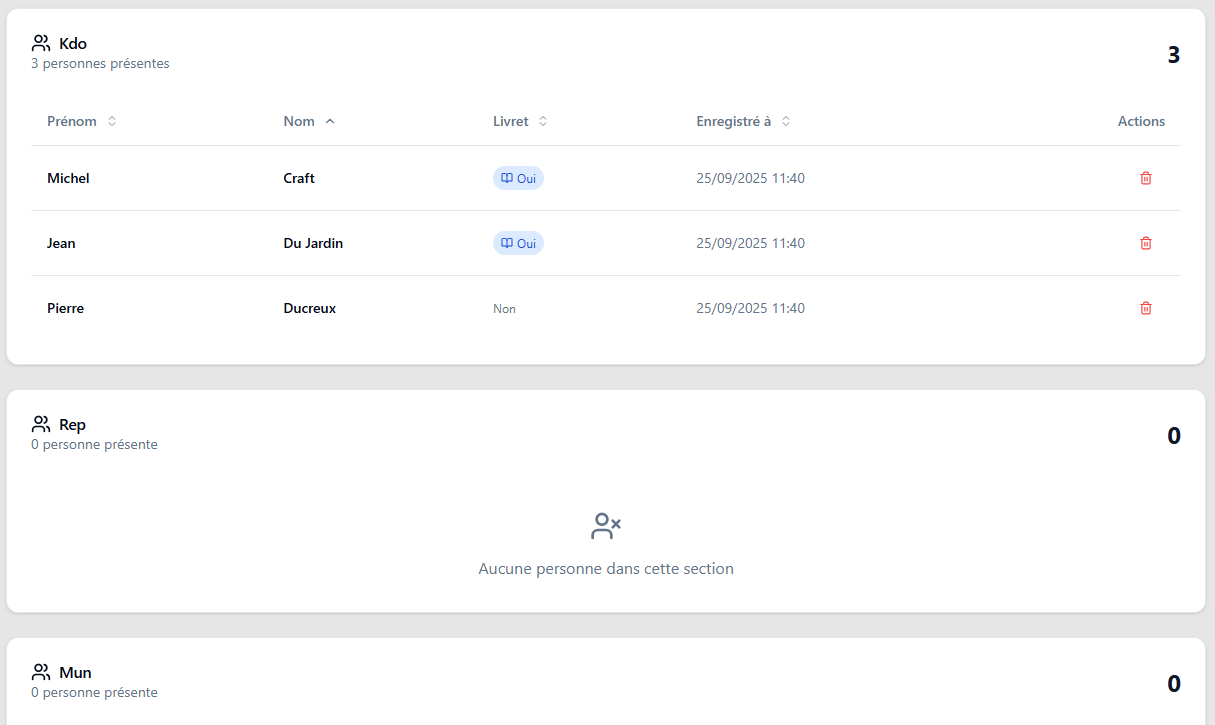 Kdo
3 personnes présentes
3
Prénom Nom Livret Enregistré à Actions
Michel Craft Oui 25/09/2025 11:40
Jean Du Jardin Oui 25/09/2025 11:40
Pierre Ducreux Non 25/09/2025 11:40
Rep
0 personne présente
0
Aucune personne dans cette section
Mun
0 personne présente
0